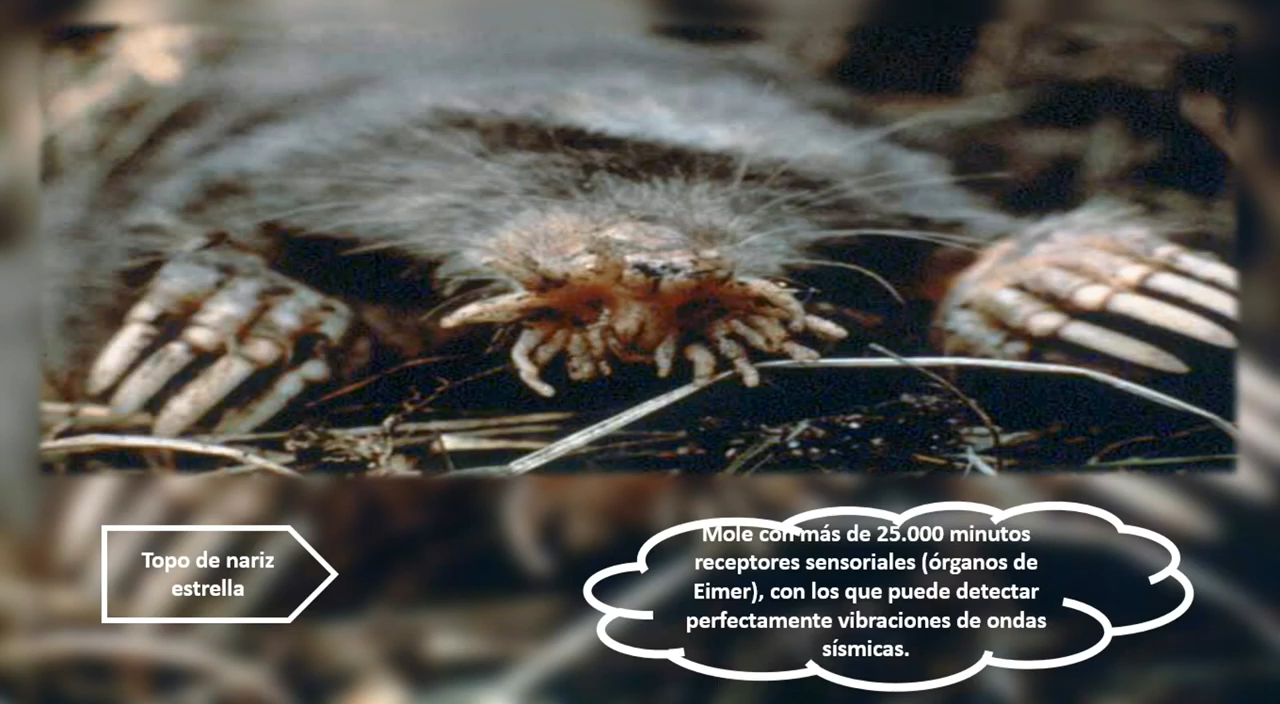 Topo de nariz
estrella
Mole con más de 25.000 minutos
receptores sensoriales (órganos de
Eimer), con los que puede detectar
perfectamente vibraciones de ondas
sísmicas.